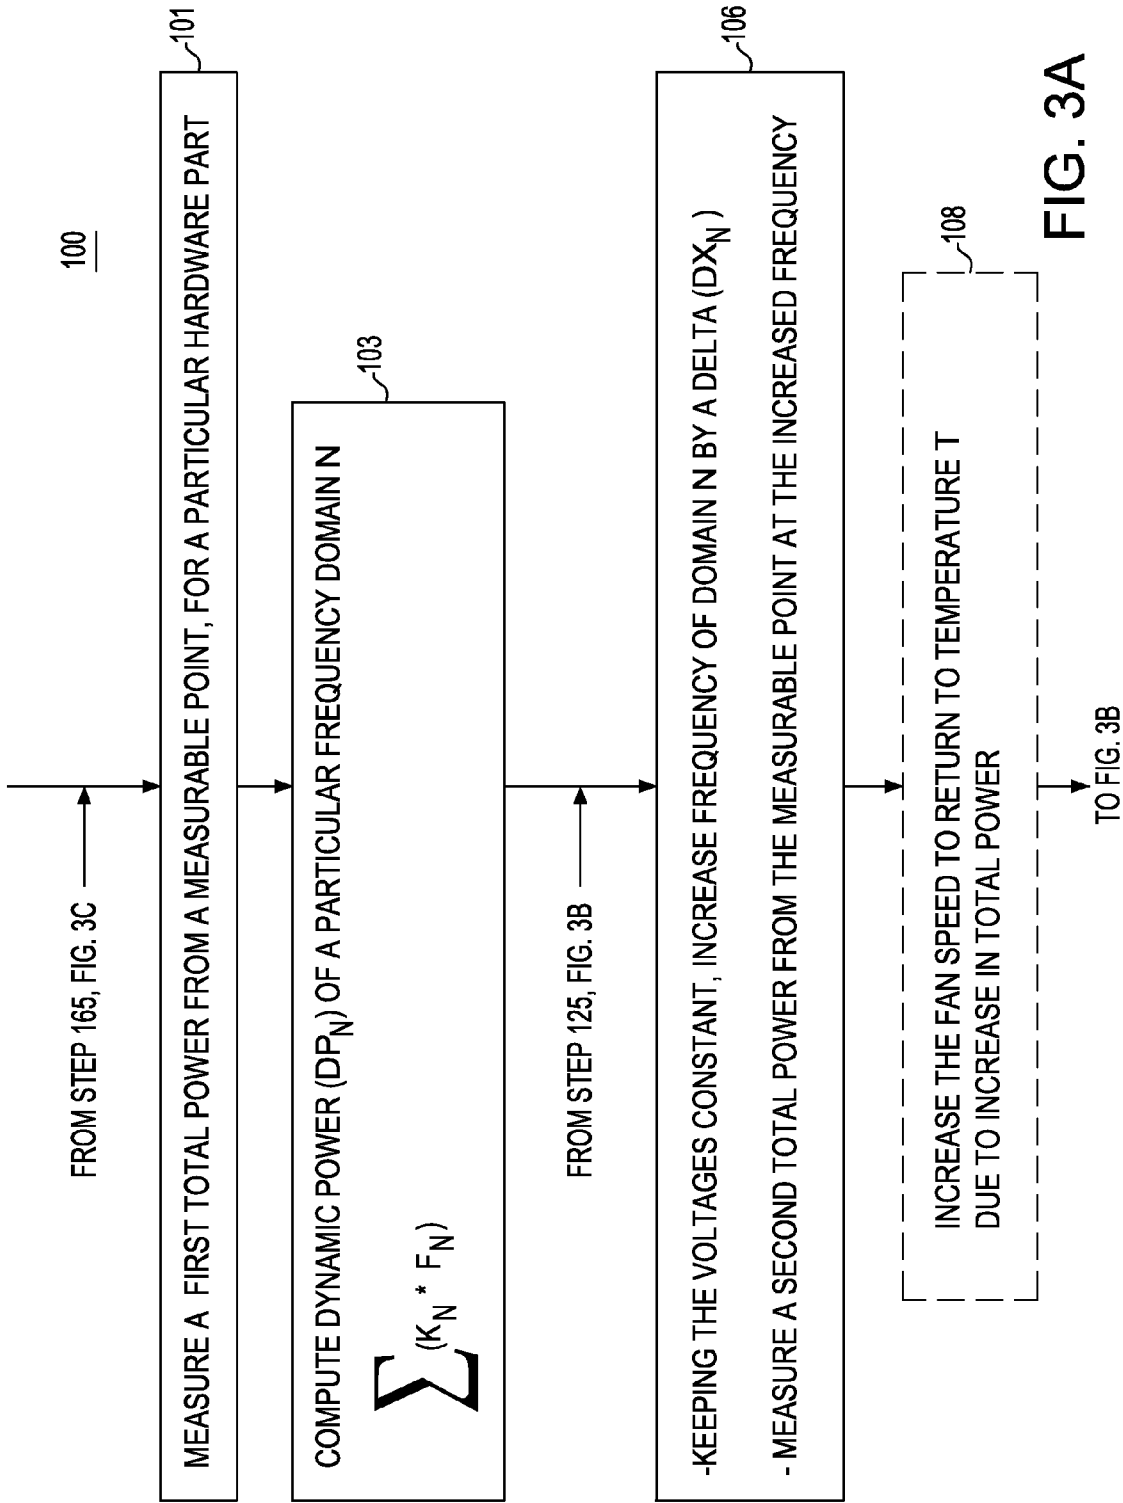 100
FROM STEP 165, FIG. 3C
101
MEASURE A FIRST TOTAL POWER FROM A MEASURABLE POINT, FOR A PARTICULAR HARDWARE PART
103
COMPUTE DYNAMIC POWER (DP_N) OF A PARTICULAR FREQUENCY DOMAIN N
∑ (K_N * F_N)
FROM STEP 125, FIG. 3B
106
-KEEPING THE VOLTAGES CONSTANT, INCREASE FREQUENCY OF DOMAIN N BY A DELTA (DX_N)
- MEASURE A SECOND TOTAL POWER FROM THE MEASURABLE POINT AT THE INCREASED FREQUENCY
108
INCREASE THE FAN SPEED TO RETURN TO TEMPERATURE T
DUE TO INCREASE IN TOTAL POWER
TO FIG. 3B
FIG. 3A